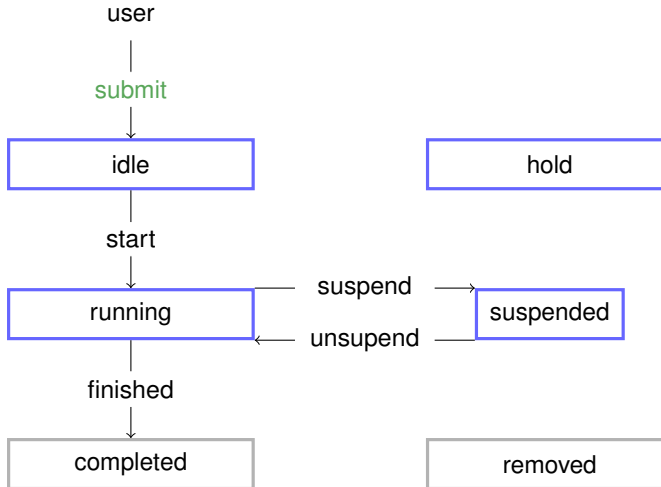 user
submit
idle
hold
start
suspend
running
suspended
unsupend
finished
completed
removed